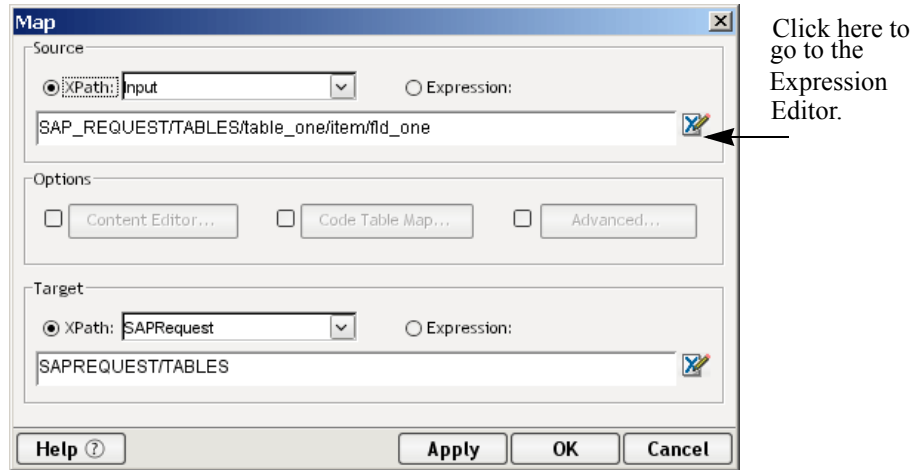 Map
Source
XPath: Input Expression:
SAP_REQUEST/TABLES/table_one/item/fld_one
Options
Content Editor... Code Table Map... Advanced...
Target
XPath: SAPRequest Expression:
SAPREQUEST/TABLES
Help ? Apply OK Cancel
Click here to
go to the
Expression
Editor.